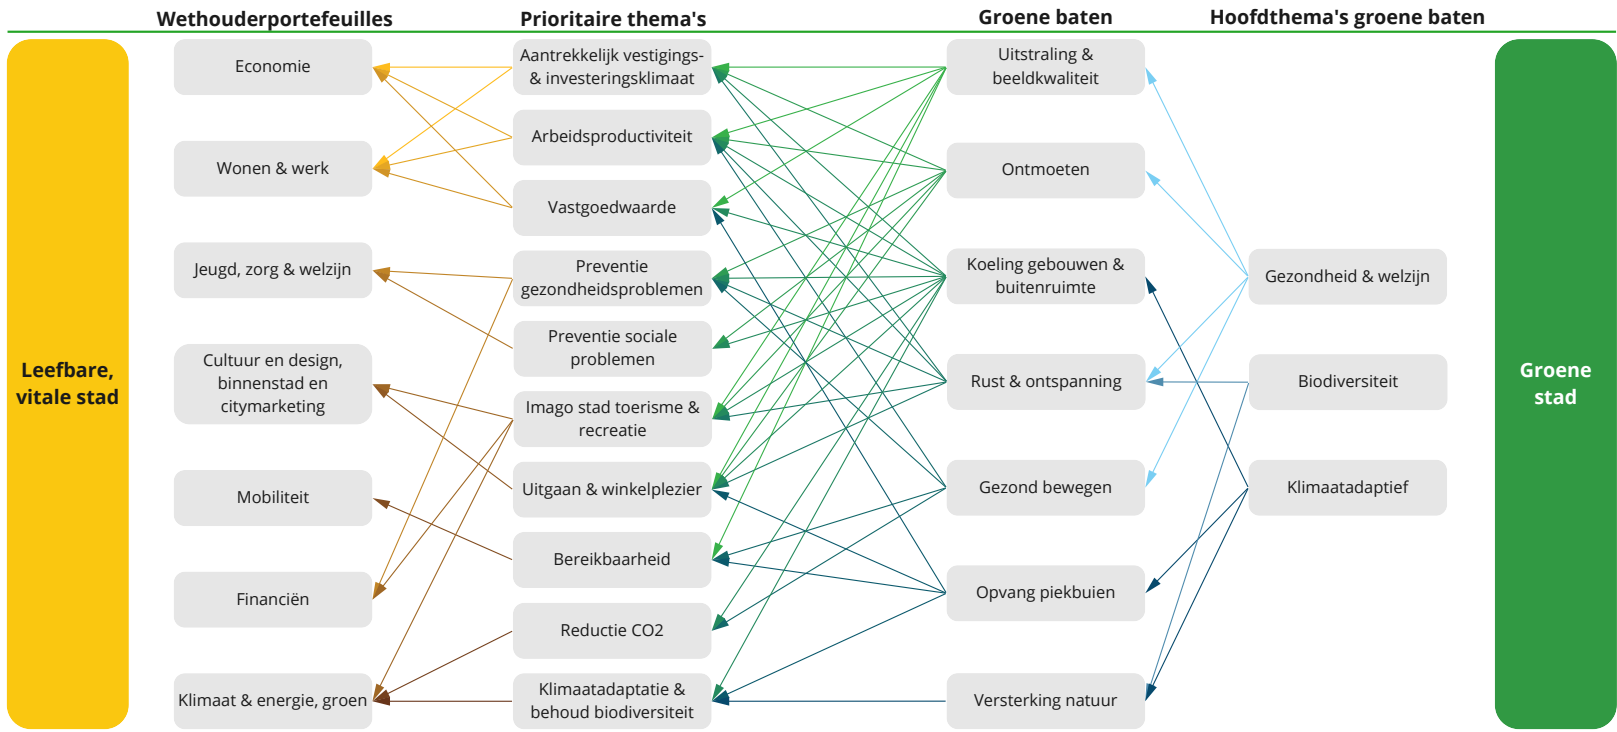 Wethouderportefeuilles
Prioritaire thema's
Groene baten
Hoofdthema's groene baten
Leefbare,
vitale stad
Economie
Wonen & werk
Jeugd, zorg & welzijn
Cultuur en design,
binnenstad en
citymarketing
Mobiliteit
Financiën
Klimaat & energie, groen
Aantrekkelijk vestigings-
& investeringsklimaat
Arbeidsproductiviteit
Vastgoedwaarde
Preventie
gezondheidsproblemen
Preventie sociale
problemen
Imago stad toerisme &
recreatie
Uitgaan & winkelplezier
Bereikbaarheid
Reductie CO2
Klimaatadaptatie &
behoud biodiversiteit
Uitstraling &
beeldkwaliteit
Ontmoeten
Koeling gebouwen &
buitenruimte
Rust & ontspanning
Gezond bewegen
Opvang piekbuien
Versterking natuur
Gezondheid & welzijn
Biodiversiteit
Klimaatadaptief
Groene
stad